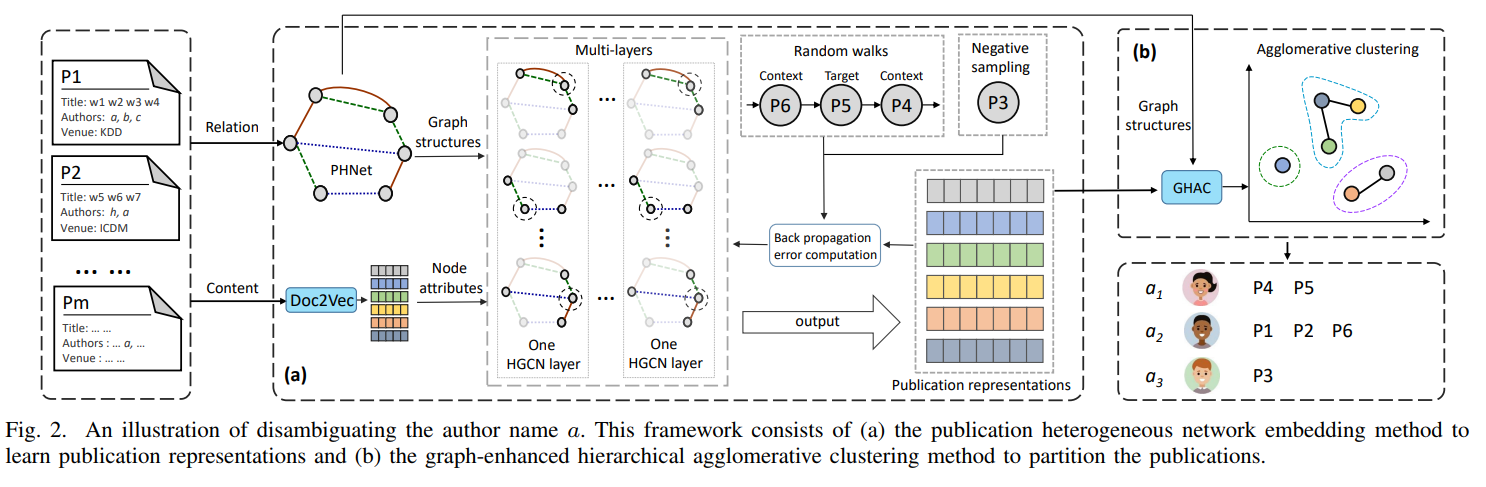 P1
Title: w1 w2 w3 w4
Authors: a, b, c
Venue: KDD
P2
Title: w5 w6 w7
Authors: h, a
Venue: ICDM
... ...
Pm
Title: ... ...
Authors : ... a, ...
Venue : ... ...
Relation
Content
PHNet
Doc2Vec
(a)
Graph
structures
Node
attributes
Multi-layers
...
...
...
One
HGCN layer
One
HGCN layer
Random walks
Context
Target
Context
P6
P5
P4
Negative
sampling
P3
Back propagation
error computation
output
Publication representations
(b)
Agglomerative clustering
Graph
structures
GHAC
a1
P4 P5
a2
P1 P2 P6
a3
P3
Fig. 2. An illustration of disambiguating the author name a. This framework consists of (a) the publication heterogeneous network embedding method to
learn publication representations and (b) the graph-enhanced hierarchical agglomerative clustering method to partition the publications.